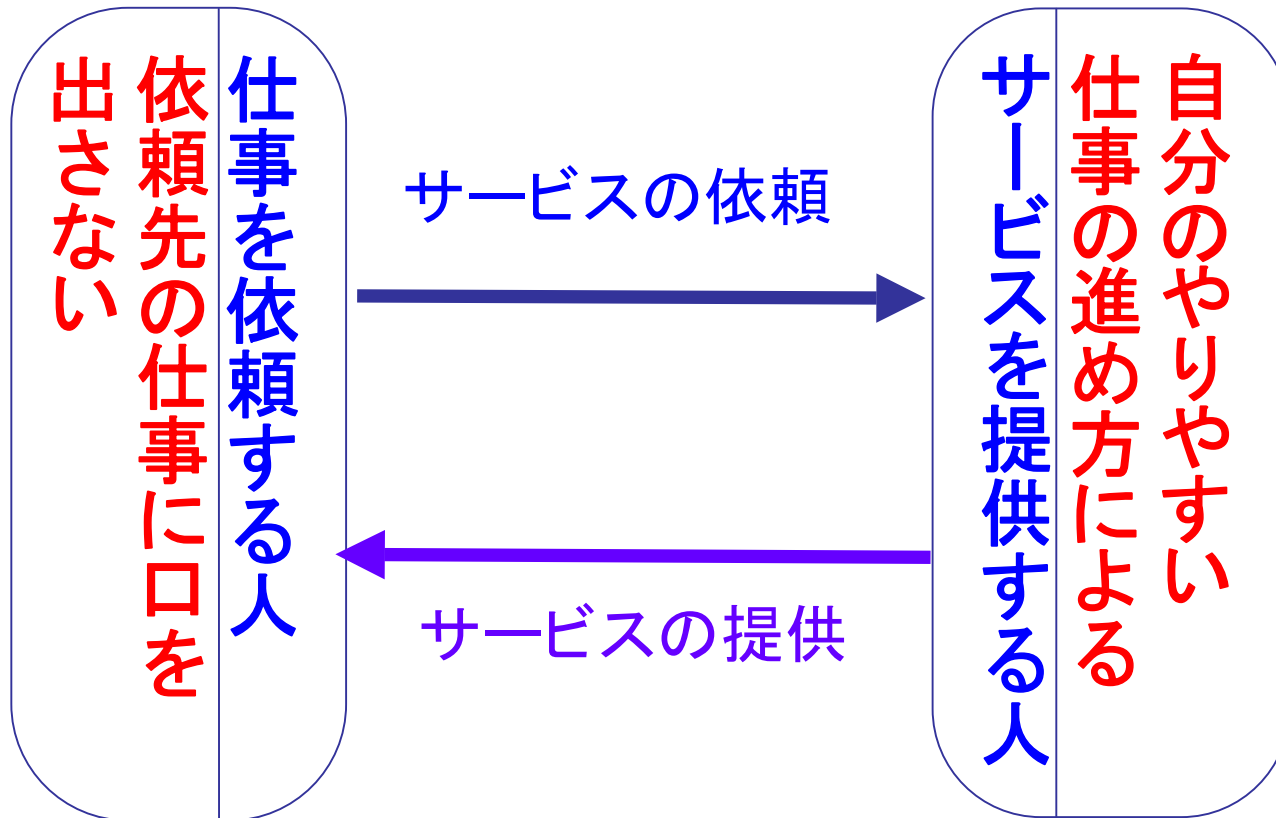 仕事を依頼する人
依頼先の仕事に口を
出さない
サービスの依頼
サービスの提供
自分のやりやすい
仕事の進め方による
サービスを提供する人